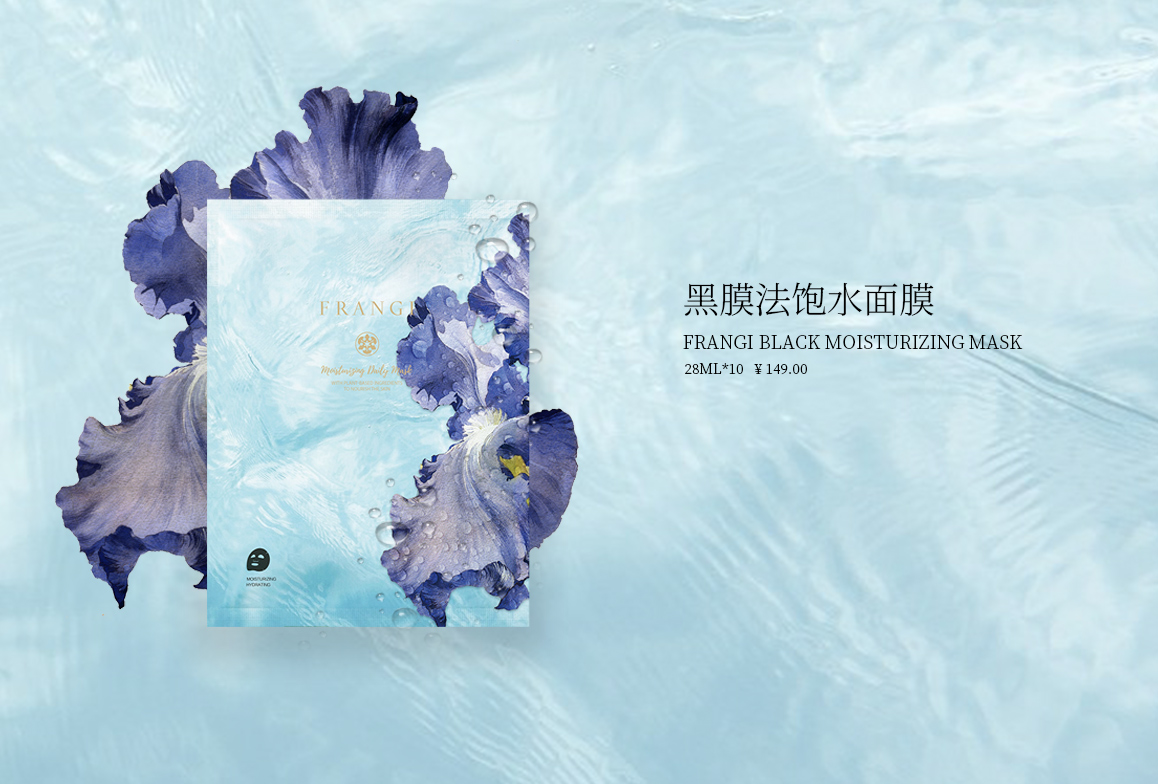 FRANGI
Moisturizing Daily Mask
MOISTURIZING
HYDRATING
黑膜法饱水面膜
FRANGI BLACK MOISTURIZING MASK
28ML*10 ¥ 149.00